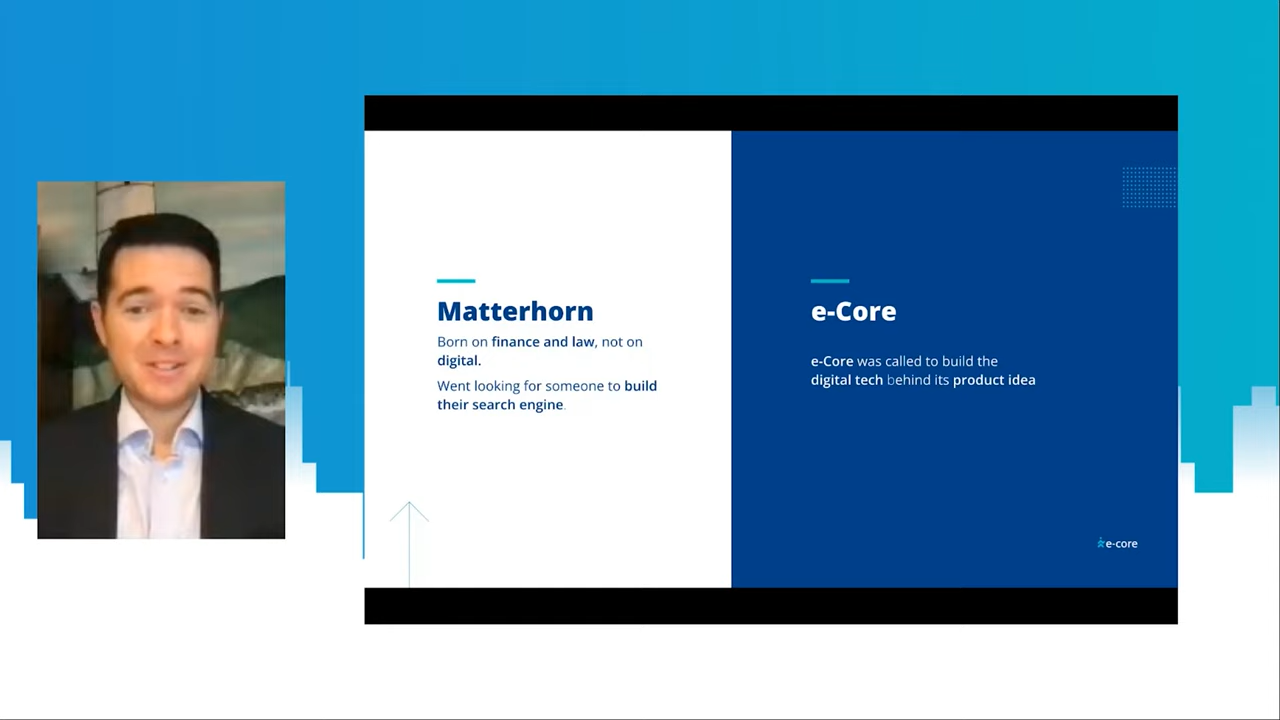 Matterhorn
Born on finance and law, not on
digital.
Went looking for someone to build
their search engine.
e-Core
e-Core was called to build the
digital tech behind its product idea
e-core